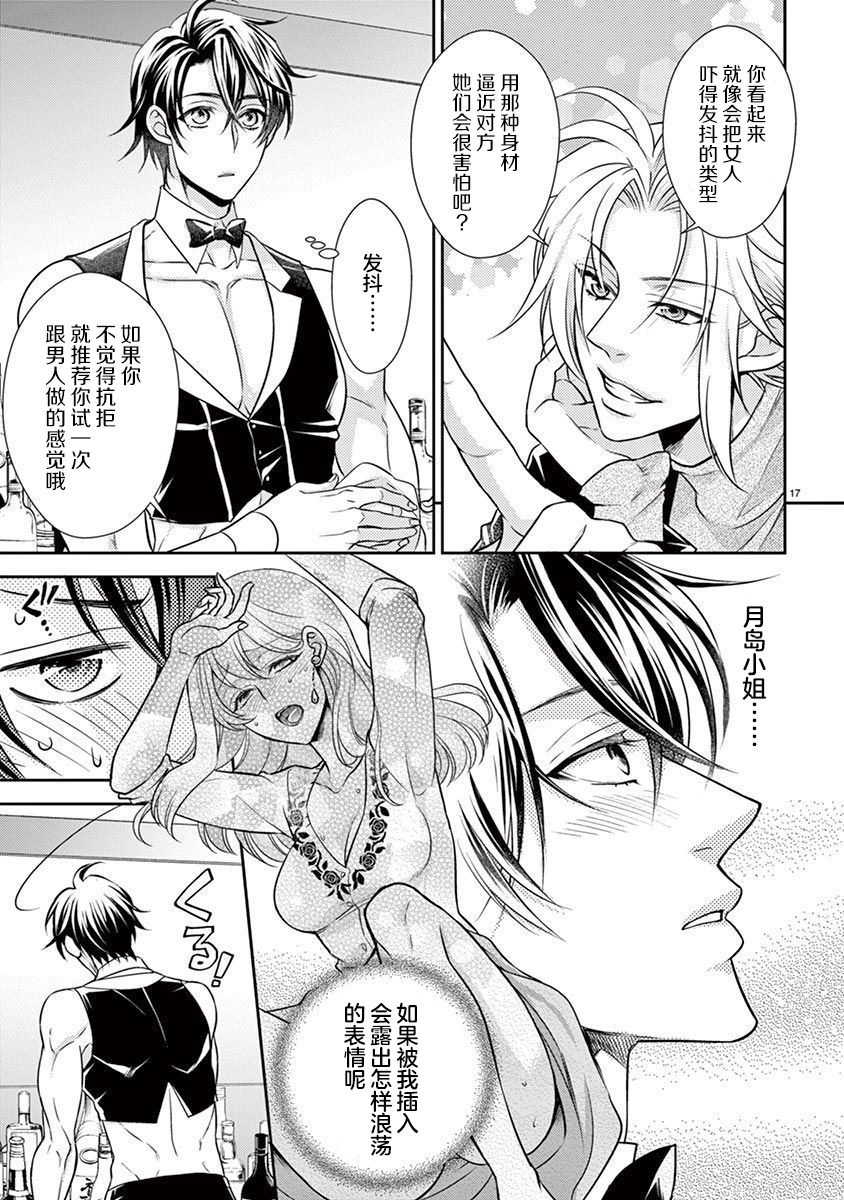 你看起来
就像会把女人
吓得发抖的类型
用那种身材
逼近对方
她们会很害怕吧？
17
发抖……
如果你
不觉得抗拒
就推荐你试一次
跟男人做的感觉哦
月岛小姐……
如果被我插入
会露出怎样浪荡
的表情呢
くるっ！